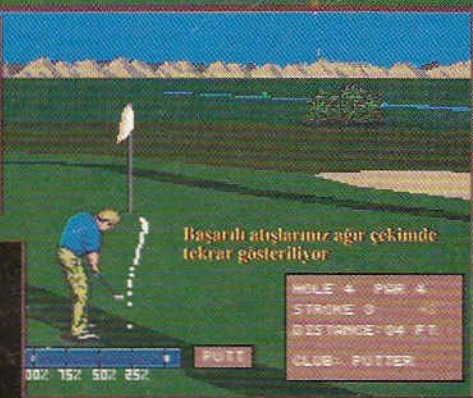 Başarılı atışlarınız ağır çekimde
tekrar gösteriliyor
HOLE 4 PAR 4
STROKE 3
DISTANCE: 34 FT
PUTT
CLUB: PUTTER
00% 75% 50% 25%